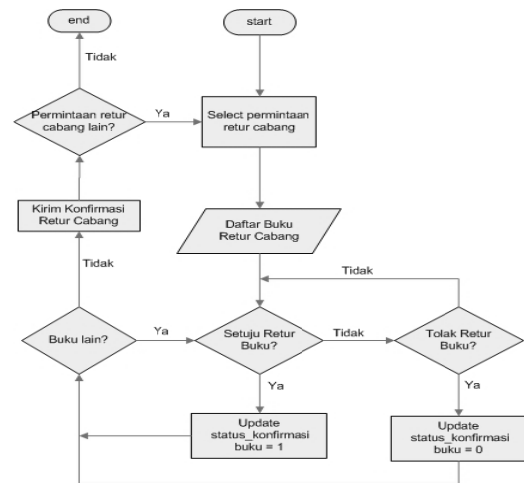 end
start
Tidak
Permintaan retur
cabang lain?
Ya
Select permintaan
retur cabang
Kirim Konfirmasi
Retur Cabang
Daftar Buku
Retur Cabang
Tidak
Tidak
Buku lain?
Ya
Setuju Retur
Buku?
Tidak
Tolak Retur
Buku?
Ya
Ya
Update
status_konfirmasi
buku = 1
Update
status_konfirmasi
buku = 0